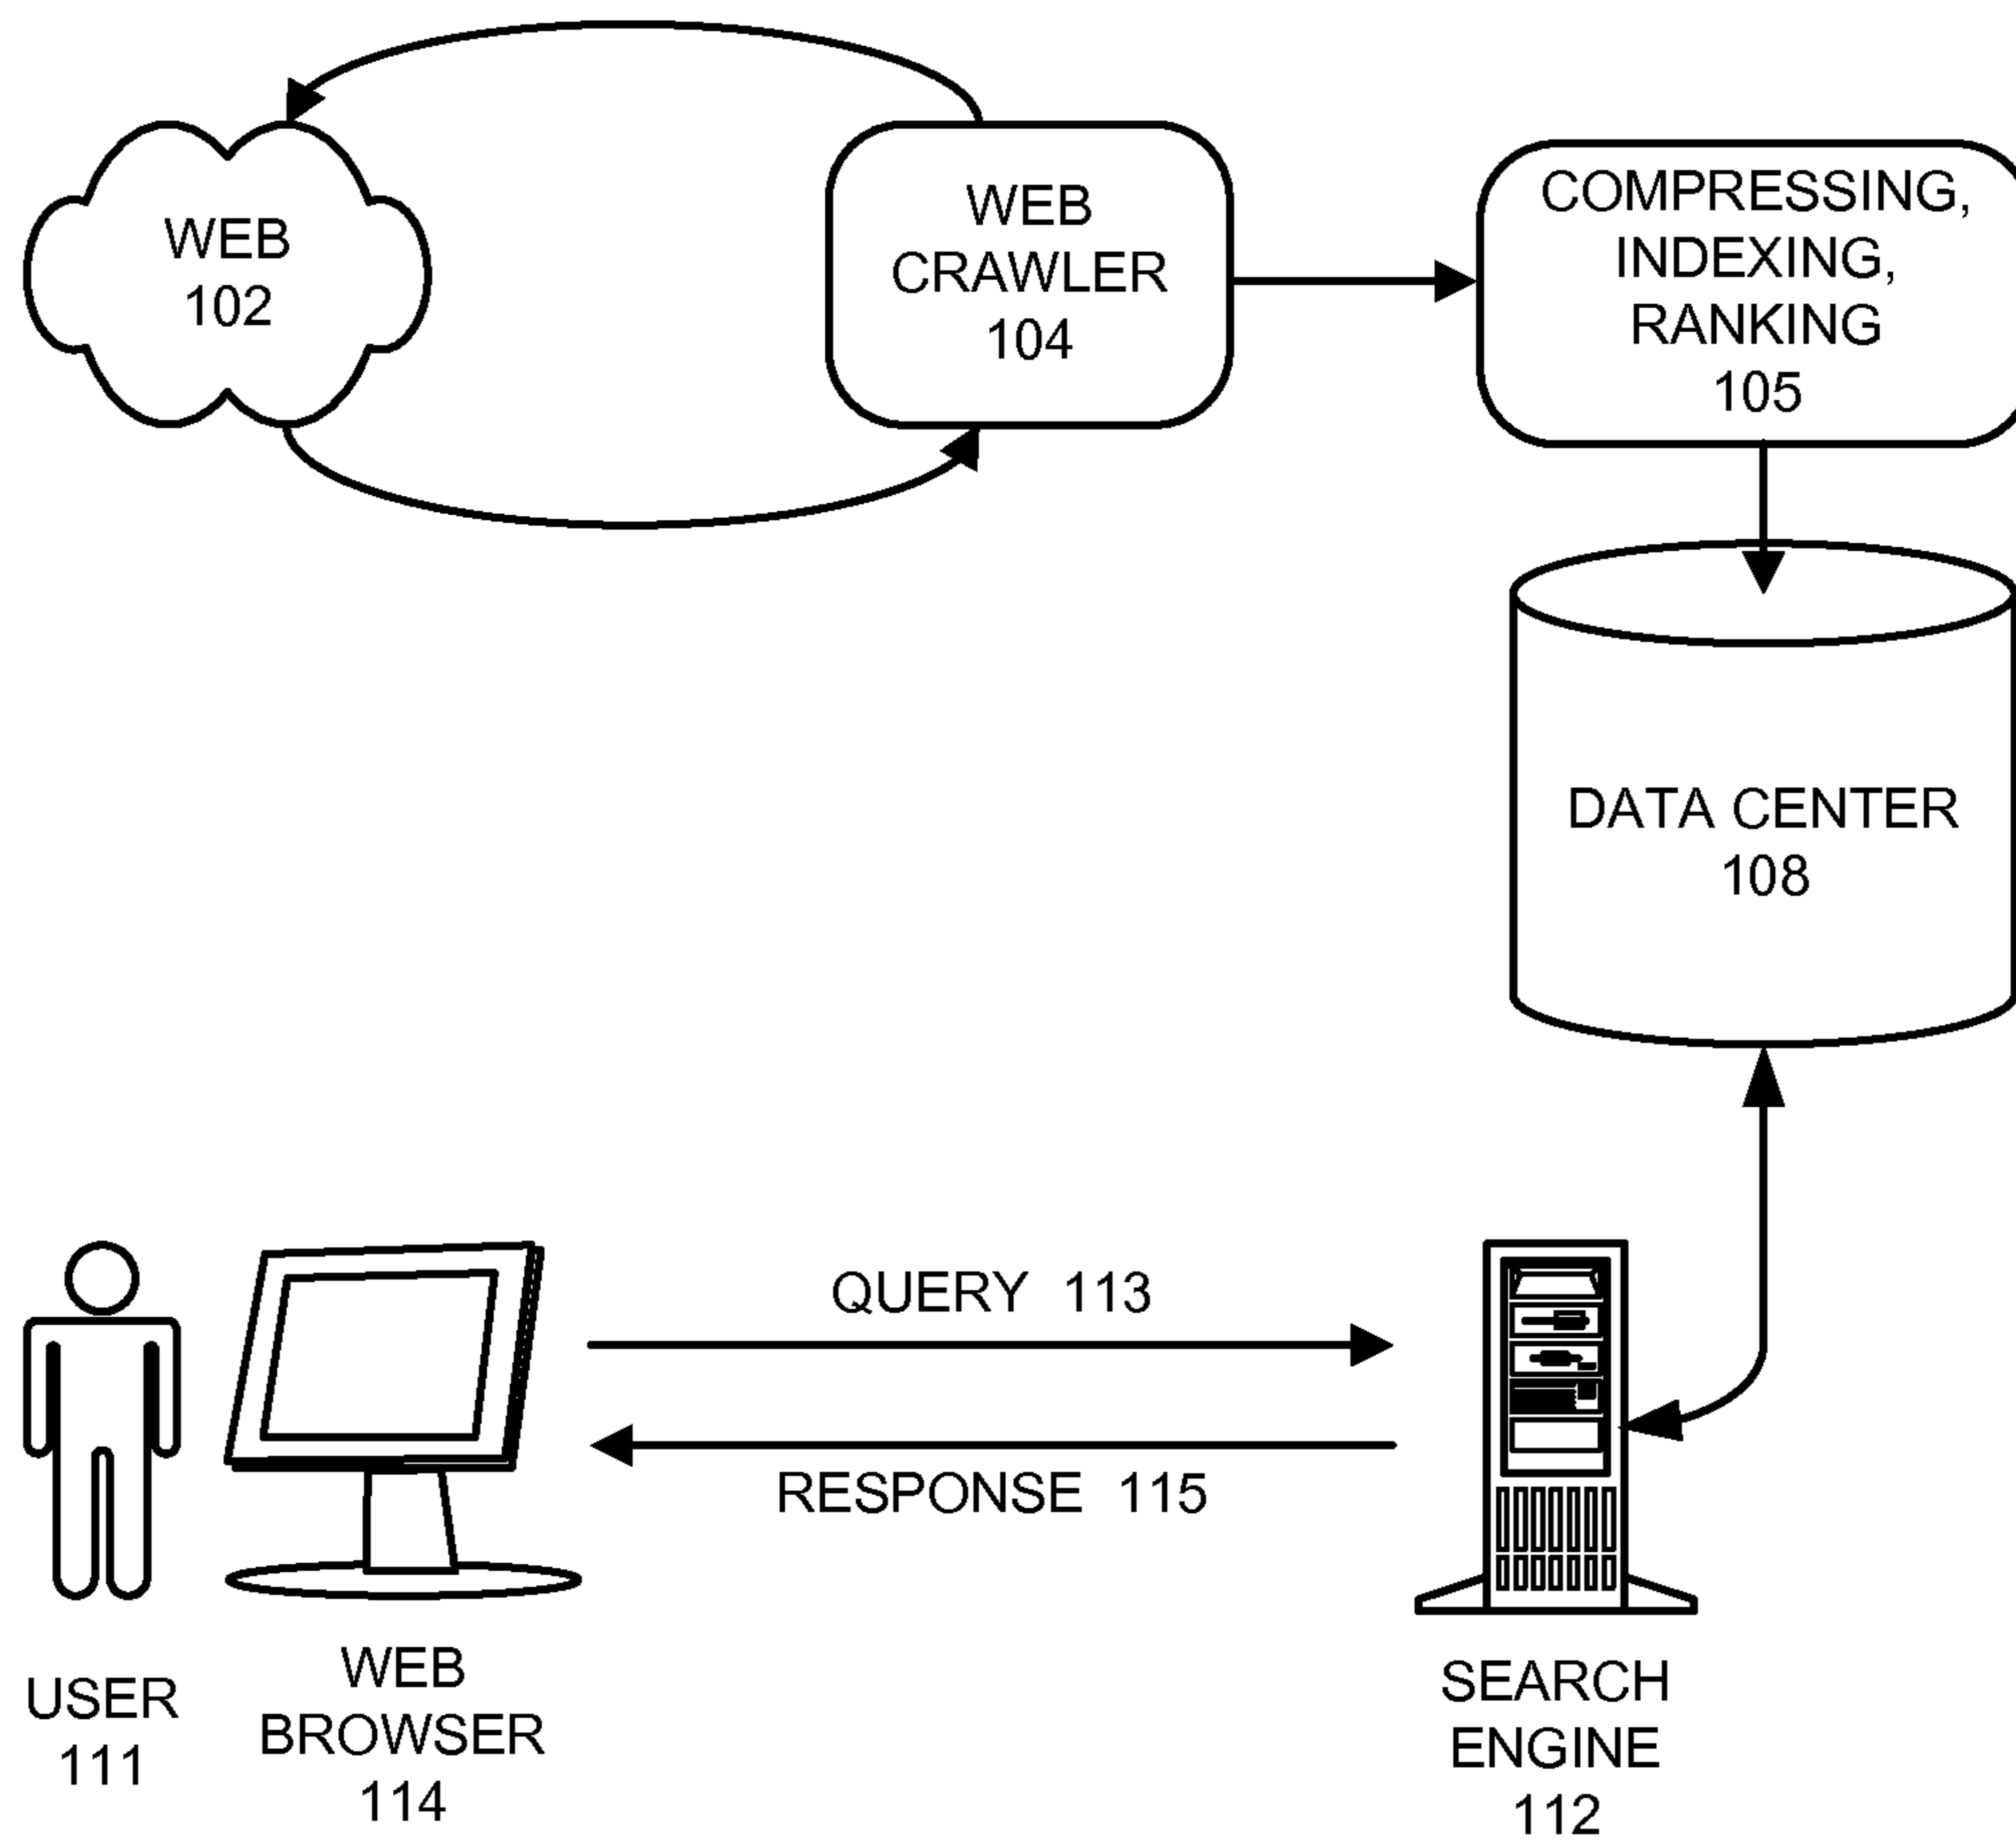 WEB
102
WEB
CRAWLER
104
COMPRESSING,
INDEXING,
RANKING
105
DATA CENTER
108
QUERY 113
RESPONSE 115
USER
111
WEB
BROWSER
114
SEARCH
ENGINE
112